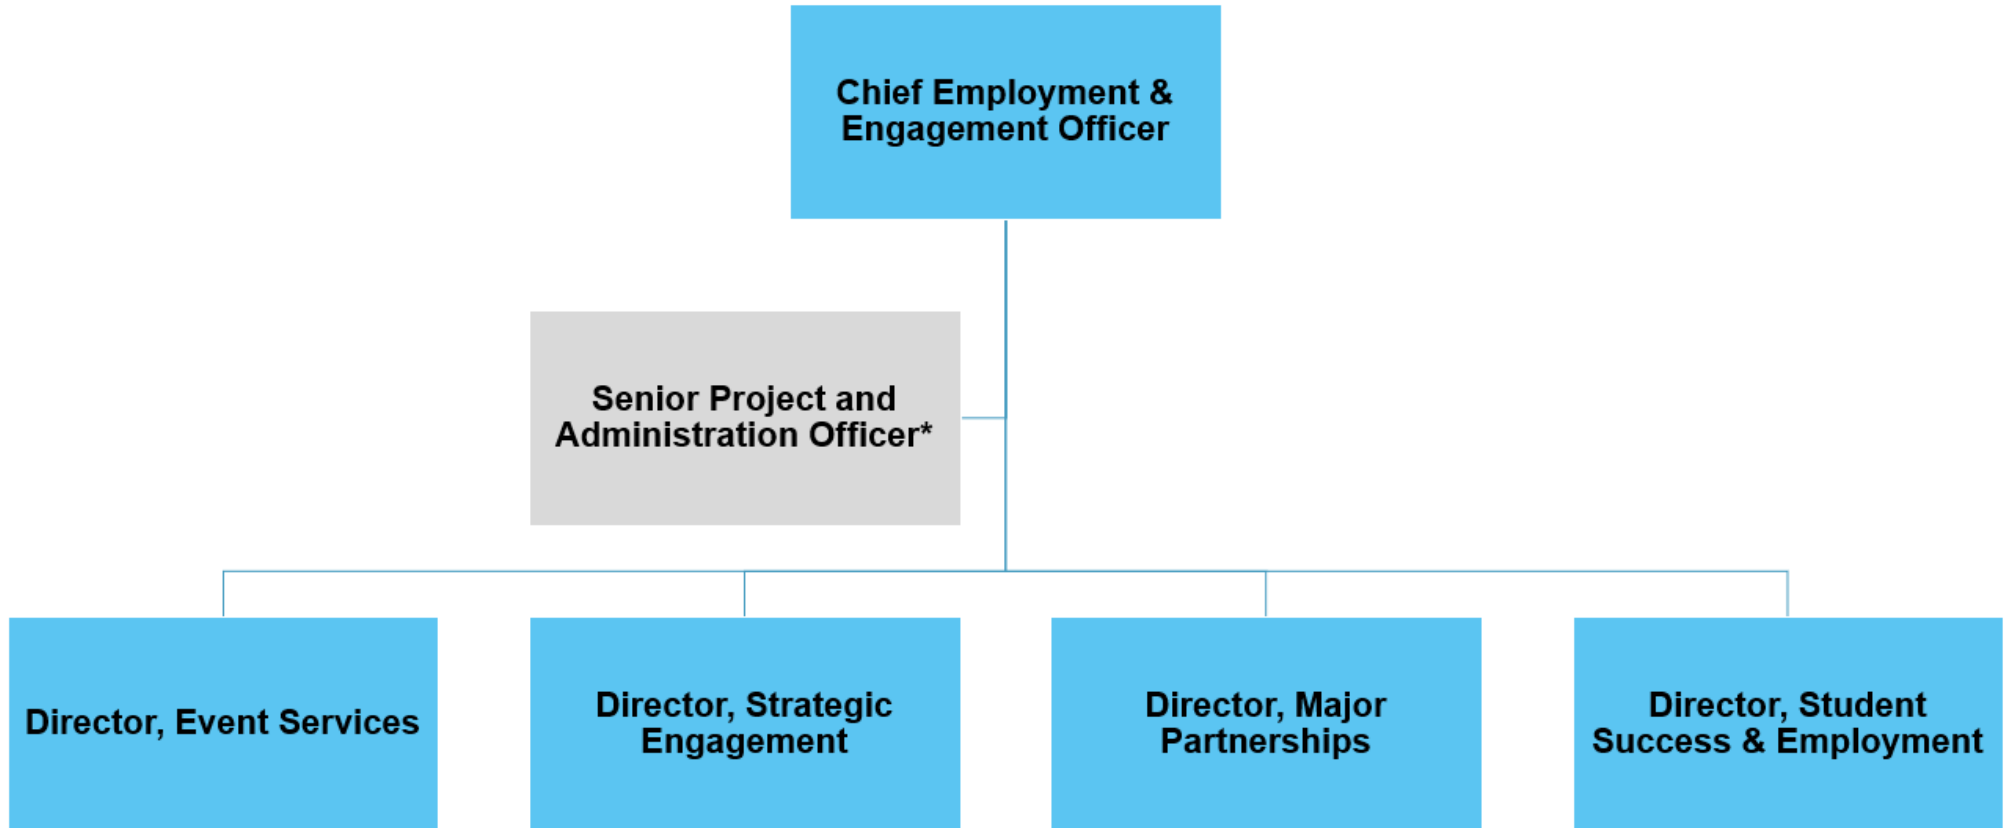 Chief Employment &
Engagement Officer
Senior Project and
Administration Officer*
Director, Event Services
Director, Strategic
Engagement
Director, Major
Partnerships
Director, Student
Success & Employment